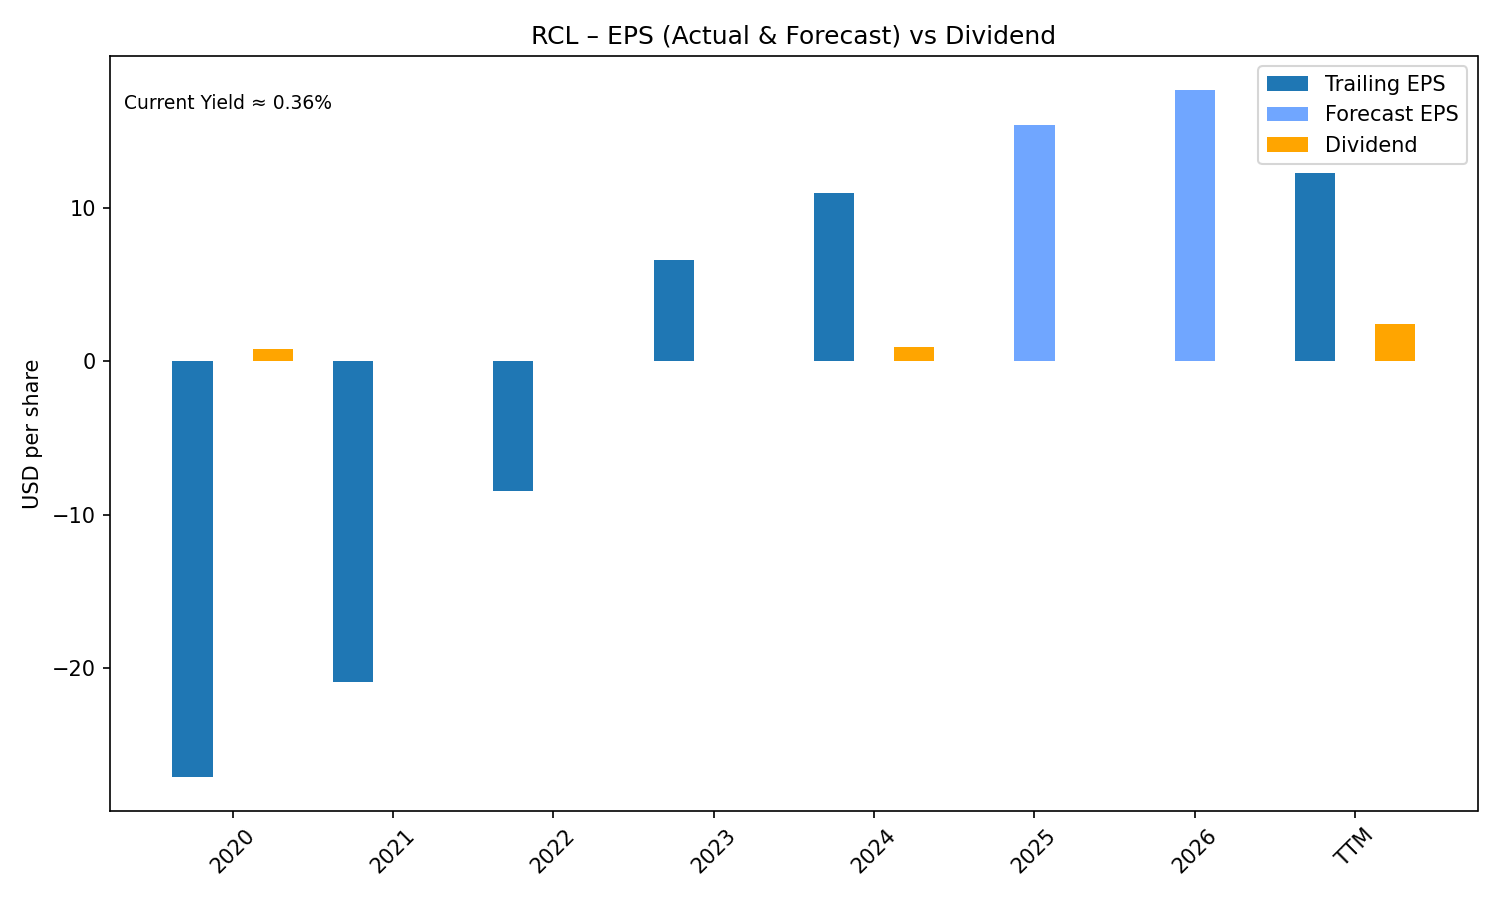 RCL – EPS (Actual & Forecast) vs Dividend
Current Yield ≈ 0.36%
Trailing EPS
Forecast EPS
Dividend
USD per share
10
0
−10
−20
2020
2021
2022
2023
2024
2025
2026
TTM